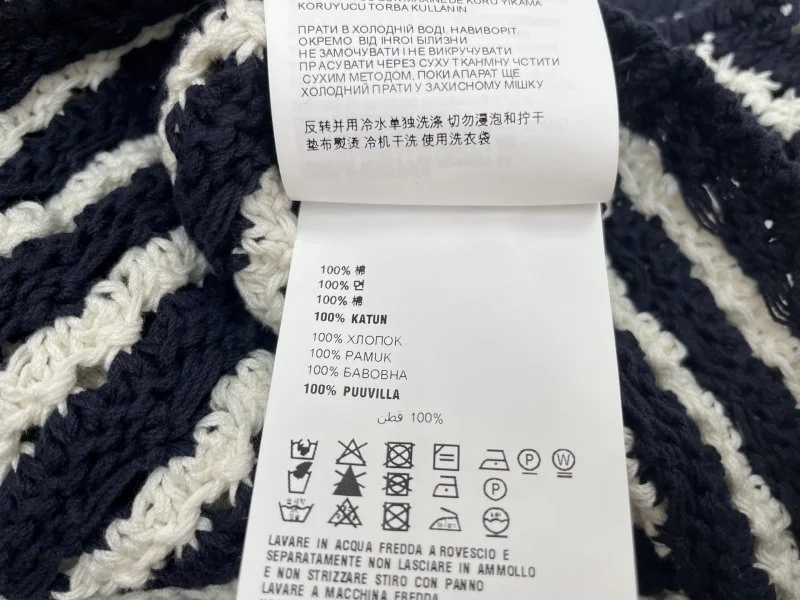 KORUYUCU TORBA KULLANIN
ПРАТИ В ХОЛОДНІЙ ВОДІ, НАВИВОРІТ,
ОКРЕМО ВІД ІНШОЇ БІЛИЗНИ
НЕ ЗАМОЧУВАТИ І НЕ ВИКРУЧУВАТИ
ПРАСУВАТИ ЧЕРЕЗ СУХУ ТКАНИНУ ЧСТИТИ
СУХИМ МЕТОДОМ, ПОКИ АПАРАТ ЩЕ
ХОЛОДНИЙ ПРАТИ У ЗАХИСНОМУ МІШКУ
反转并用冷水单独洗涤 切勿浸泡和拧干
垫布熨烫 冷机干洗 使用洗衣袋
100% 棉
100% 면
100% 棉
100% KATUN
100% ХЛОПОК
100% PAMUK
100% БАВОВНА
100% PUUVILLA
100% قطن
P W
P
LAVARE IN ACQUA FREDDA A ROVESCIO E
SEPARATAMENTE NON LASCIARE IN AMMOLLO
E NON STRIZZARE STIRO CON PANNO
LAVARE A MACCHINA FREDDA